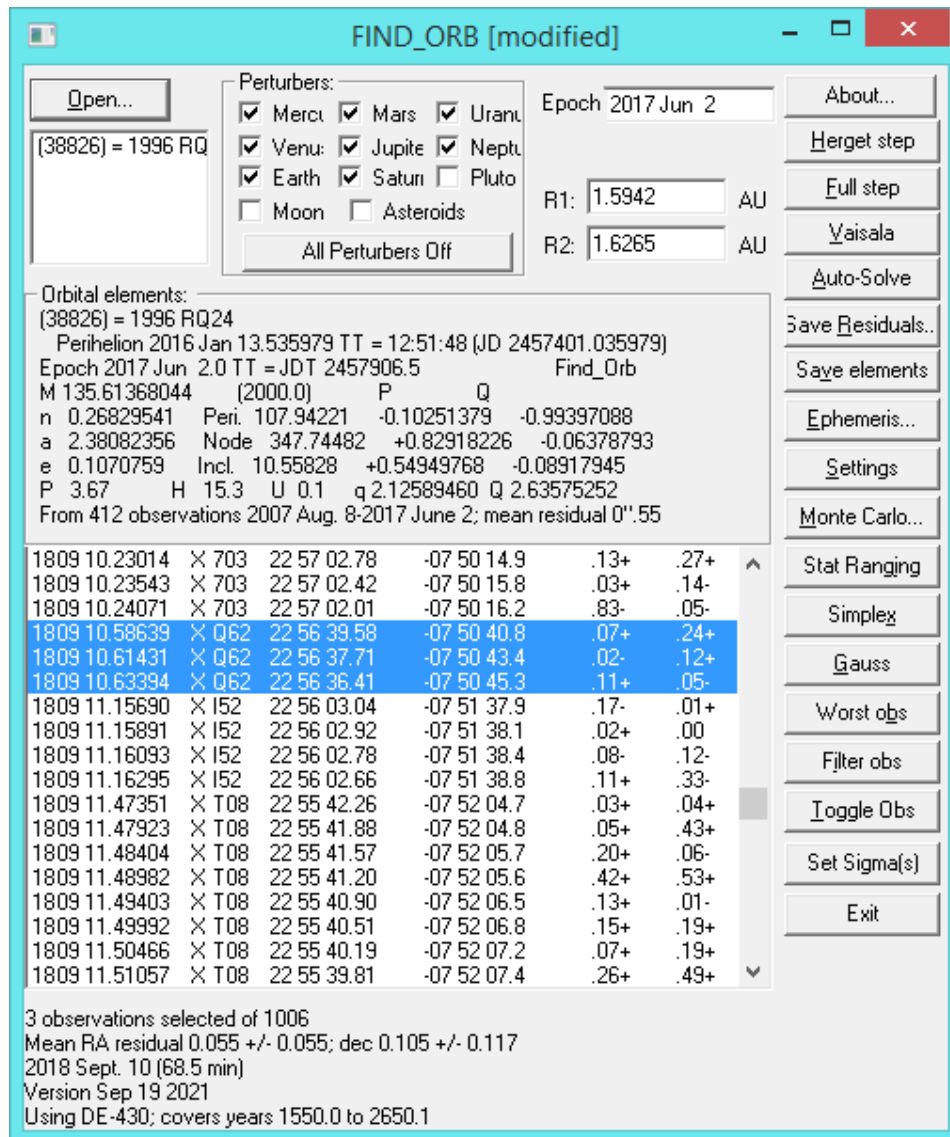 FIND_ORB [modified]
Open...
(38826) = 1996 RQ
Perturbers:
Mercu Mars Uranu
Venu: Jupite Neptu
Earth Saturi Pluto
Moon Asteroids
All Perturbers Off
Epoch 2017 Jun 2
R1: 1.5942 AU
R2: 1.6265 AU
About...
Herget step
Full step
Vaisala
Auto-Solve
Save Residuals..
Save elements
Ephemeris...
Settings
Monte Carlo...
Stat Ranging
Simplex
Gauss
Worst obs
Filter obs
Toggle Obs
Set Sigma(s)
Exit
Orbital elements:
(38826) = 1996 RQ24
Perihelion 2016 Jan 13.535979 TT = 12:51:48 (JD 2457401.035979)
Epoch 2017 Jun 2.0 TT = JDT 2457906.5 Find_Orb
M 135.61368044 (2000.0) P Q
n 0.26829541 Peri. 107.94221 -0.10251379 -0.99397088
a 2.38082356 Node 347.74482 +0.82918226 -0.06378793
e 0.1070759 Incl. 10.55828 +0.54949768 -0.08917945
P 3.67 H 15.3 U 0.1 q 2.12589460 Q 2.63575252
From 412 observations 2007 Aug. 8-2017 June 2; mean residual 0".55
1809 10.23014 X 703 22 57 02.78 -07 50 14.9 .13+ .27+
1809 10.23543 X 703 22 57 02.42 -07 50 15.8 .03+ .14-
1809 10.24071 X 703 22 57 02.01 -07 50 16.2 .83- .05-
1809 10.58639 X Q62 22 56 39.58 -07 50 40.8 .07+ .24+
1809 10.61431 X Q62 22 56 37.71 -07 50 43.4 .02- .12+
1809 10.63394 X Q62 22 56 36.41 -07 50 45.3 .11+ .05-
1809 11.15690 X I52 22 56 03.04 -07 51 37.9 .17- .01+
1809 11.15891 X I52 22 56 02.92 -07 51 38.1 .02+ .00
1809 11.16093 X I52 22 56 02.78 -07 51 38.4 .08- .12-
1809 11.16295 X I52 22 56 02.66 -07 51 38.8 .11+ .33-
1809 11.47351 X T08 22 55 42.26 -07 52 04.7 .03+ .04+
1809 11.47923 X T08 22 55 41.88 -07 52 04.8 .05+ .43+
1809 11.48404 X T08 22 55 41.57 -07 52 05.7 .20+ .06-
1809 11.48982 X T08 22 55 41.20 -07 52 05.6 .42+ .53+
1809 11.49403 X T08 22 55 40.90 -07 52 06.5 .13+ .01-
1809 11.49992 X T08 22 55 40.51 -07 52 06.8 .15+ .19+
1809 11.50466 X T08 22 55 40.19 -07 52 07.2 .07+ .19+
1809 11.51057 X T08 22 55 39.81 -07 52 07.4 .26+ .49+
3 observations selected of 1006
Mean RA residual 0.055 +/- 0.055; dec 0.105 +/- 0.117
2018 Sept. 10 (68.5 min)
Version Sep 19 2021
Using DE-430; covers years 1550.0 to 2650.1